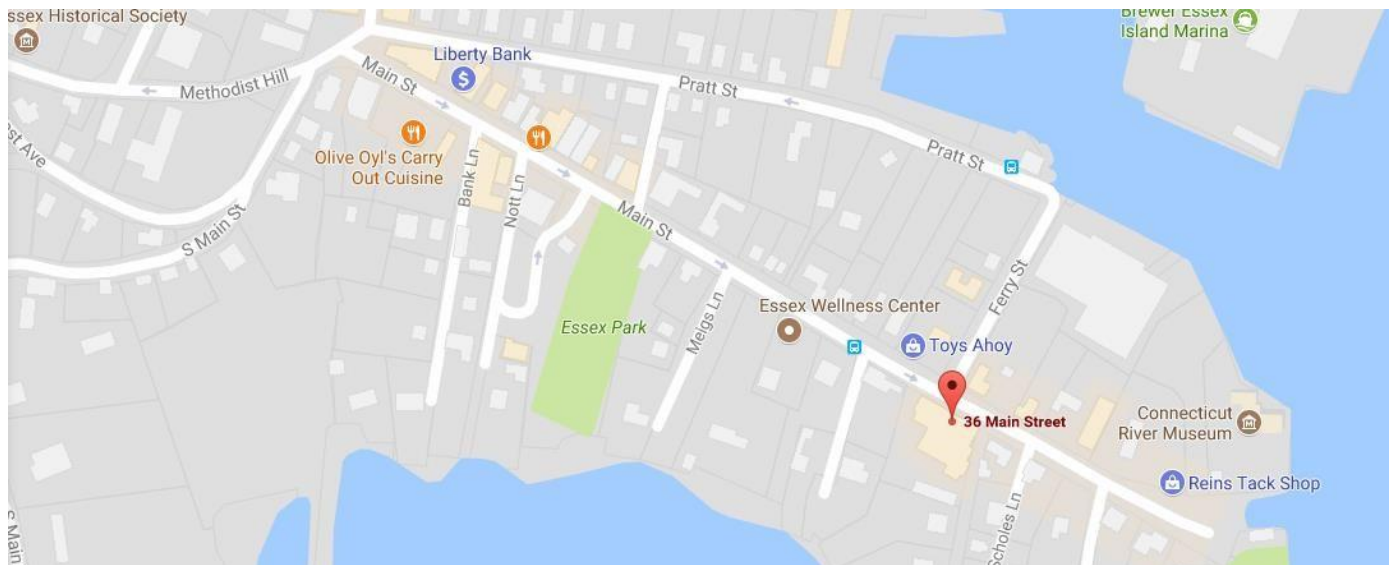 ssex Historical Society
Brewer Essex
Island Marina
Liberty Bank
Main St
Methodist Hill
Pratt St
est Ave
Olive Oyl's Carry
Out Cuisine
Bank Ln
Nott Ln
Pratt St
S Main St
Main St
Essex Park
Meigs Ln
Essex Wellness Center
Ferry St
Toys Ahoy
36 Main Street
Connecticut
River Museum
Reins Tack Shop
Scholes Ln
S Main